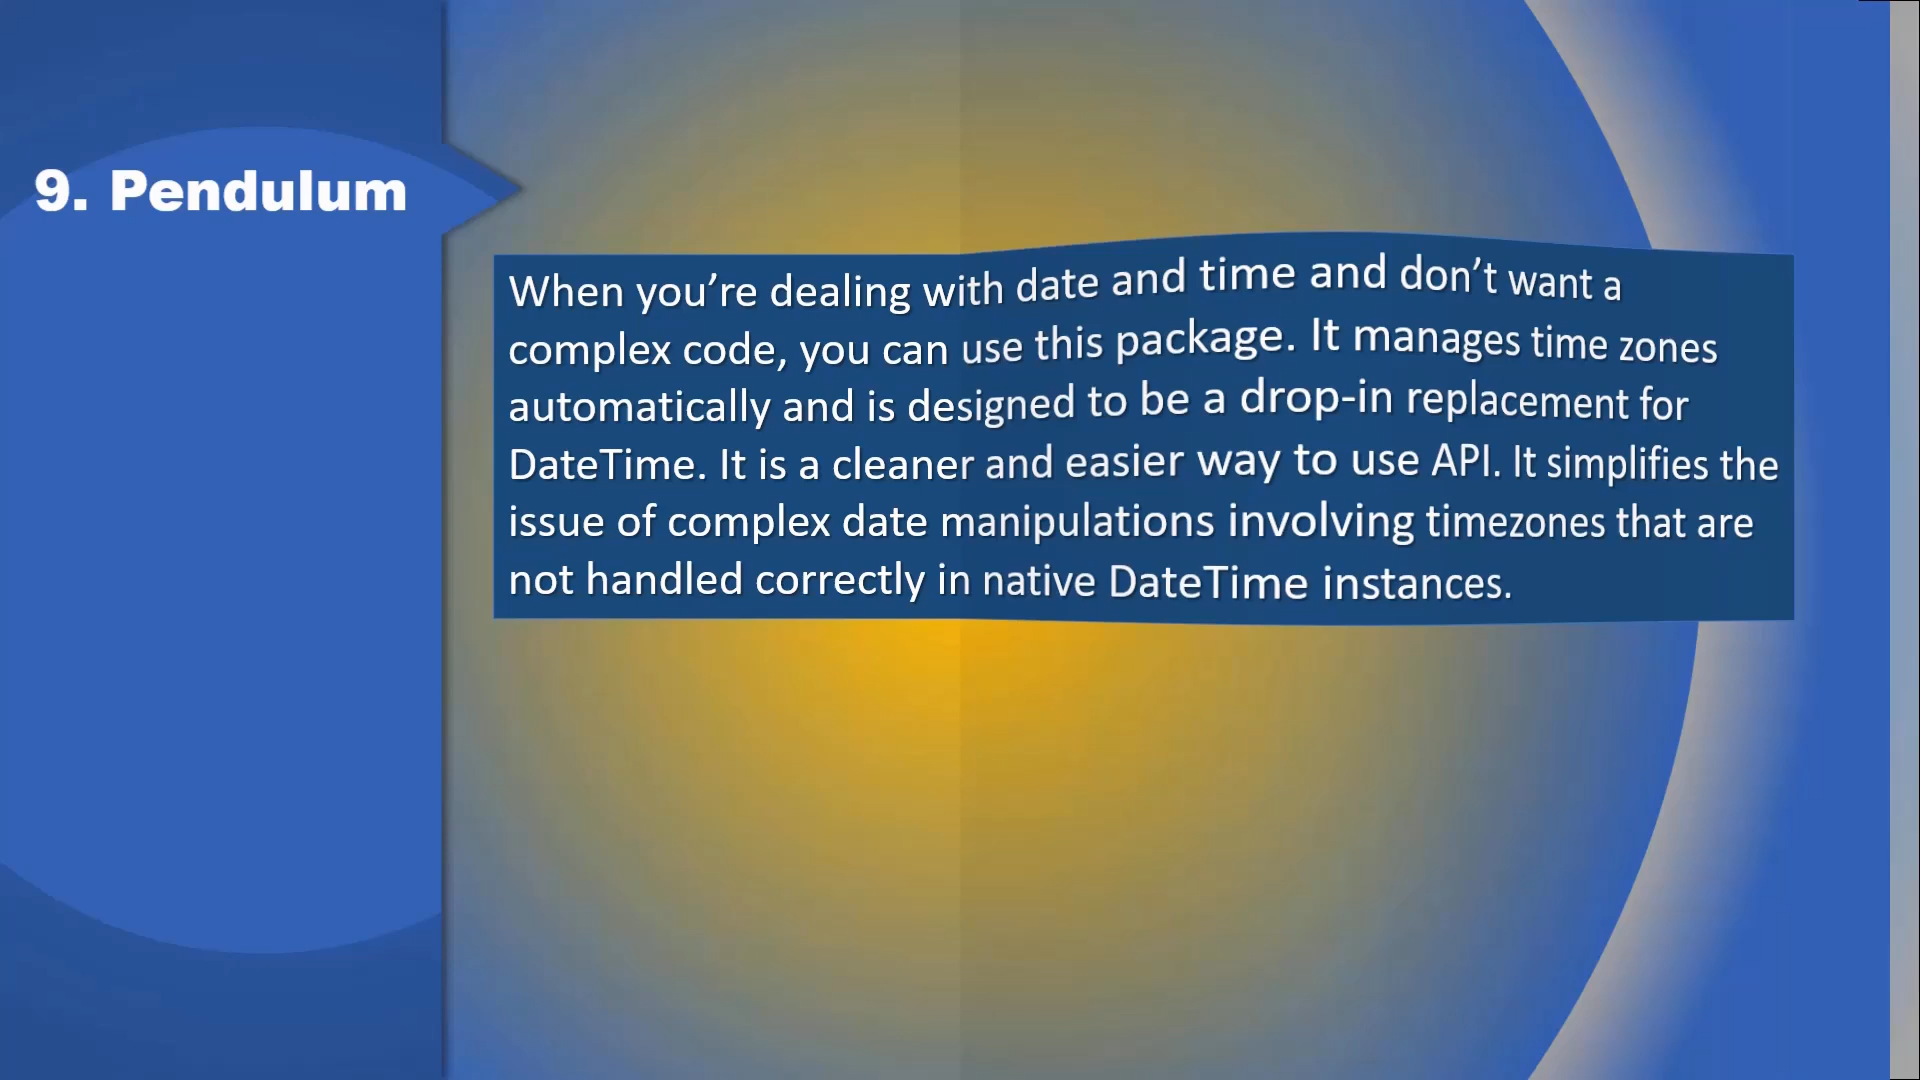 9. Pendulum
When you’re dealing with date and time and don’t want a
complex code, you can use this package. It manages time zones
automatically and is designed to be a drop-in replacement for
DateTime. It is a cleaner and easier way to use API. It simplifies the
issue of complex date manipulations involving timezones that are
not handled correctly in native DateTime instances.